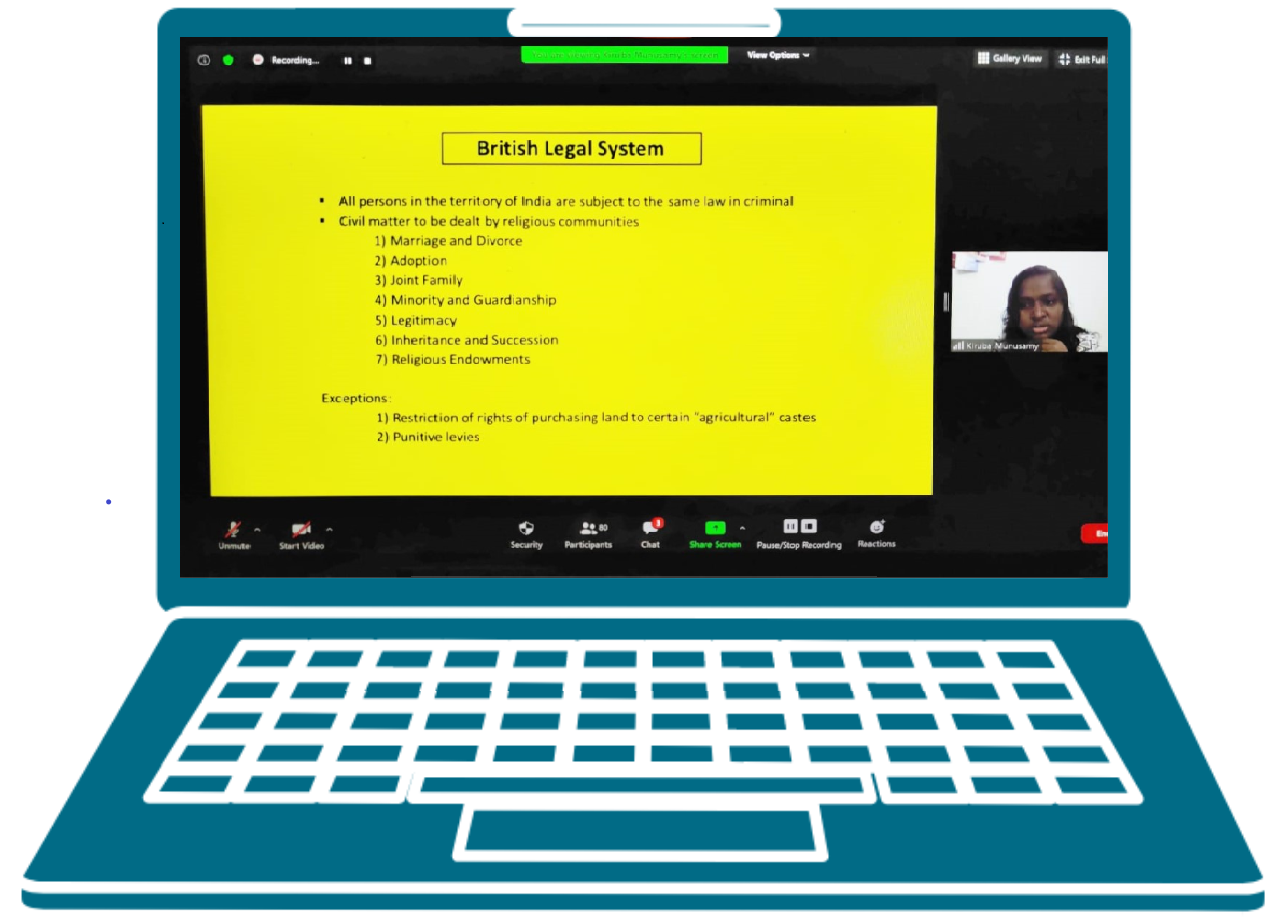 Recording...
View Options
Gallery View
Exit Full
British Legal System
• All persons in the territory of India are subject to the same law in criminal
• Civil matter to be dealt by religious communities
1) Marriage and Divorce
2) Adoption
3) Joint Family
4) Minority and Guardianship
5) Legitimacy
6) Inheritance and Succession
7) Religious Endowments
Kiruba Munusamy
Exceptions:
1) Restriction of rights of purchasing land to certain "agricultural" castes
2) Punitive levies
Unmute
Start Video
Security
Participants
80
Chat
3
Share Screen
Pause/Stop Recording
Reactions